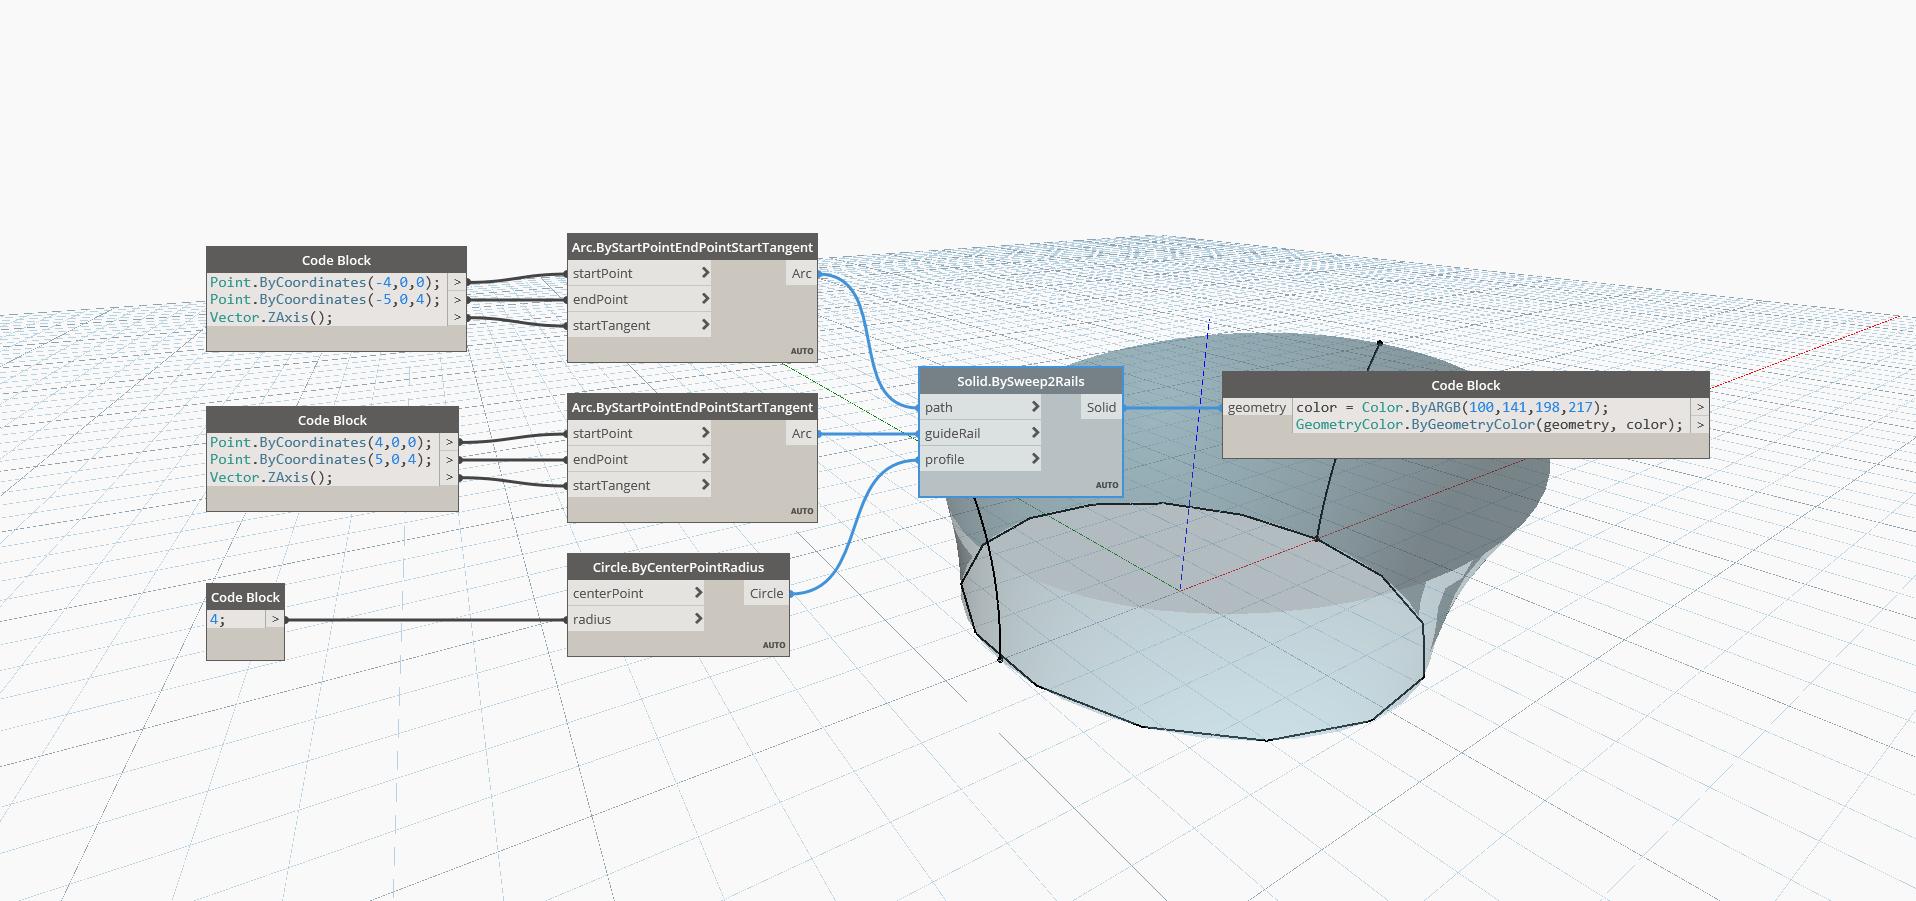 Code Block
Point.ByCoordinates(-4,0,0); >
Point.ByCoordinates(-5,0,4); >
Vector.ZAxis(); >
Arc.ByStartPointEndPointStartTangent
startPoint > Arc
endPoint >
startTangent >
AUTO
Code Block
Point.ByCoordinates(4,0,0); >
Point.ByCoordinates(5,0,4); >
Vector.ZAxis(); >
Arc.ByStartPointEndPointStartTangent
startPoint > Arc
endPoint >
startTangent >
AUTO
Code Block
4; >
Circle.ByCenterPointRadius
centerPoint > Circle
radius >
AUTO
Solid.BySweep2Rails
path > Solid
guideRail >
profile >
AUTO
Code Block
geometry color = Color.ByARGB(100,141,198,217); >
GeometryColor.ByGeometryColor(geometry, color); >